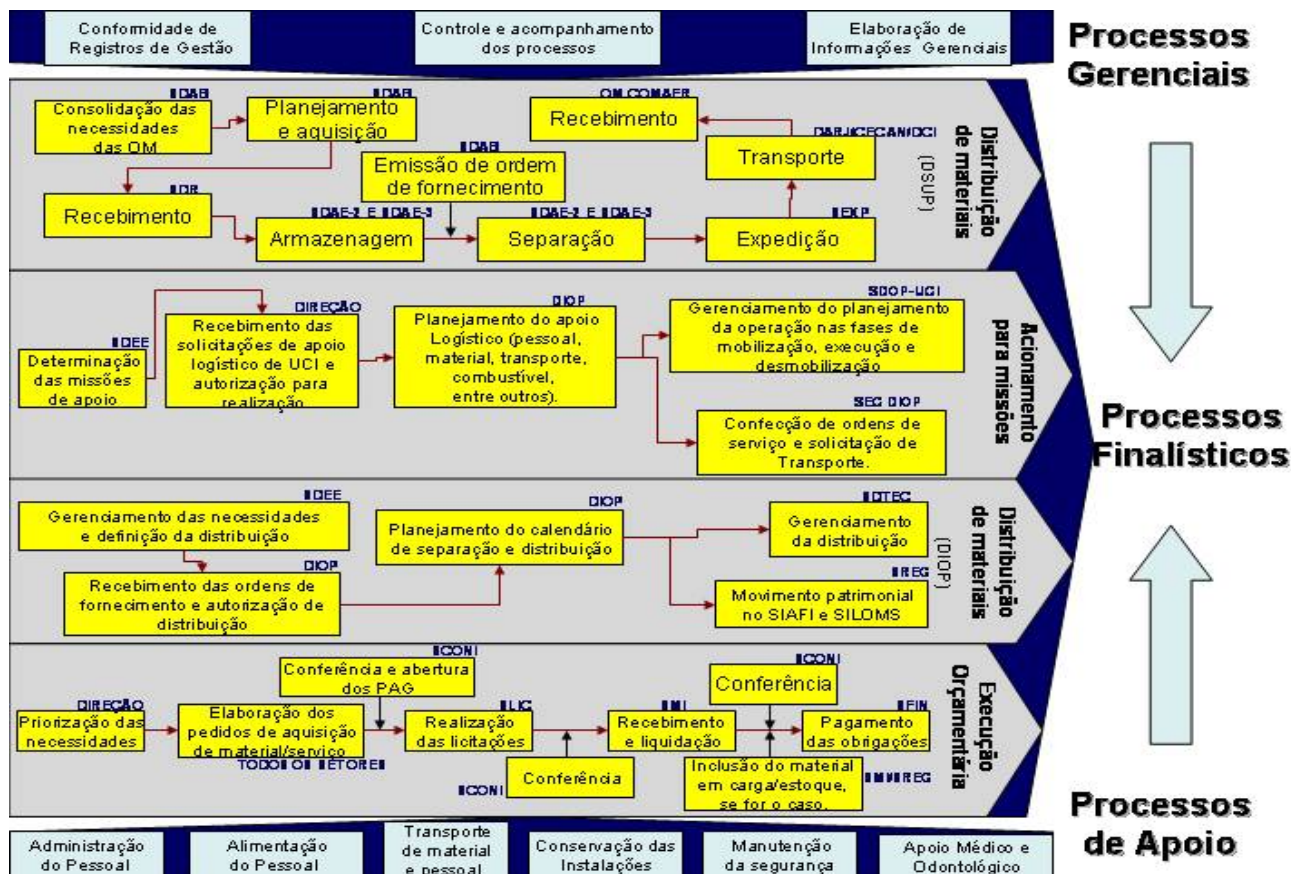 Conformidade de
Registros de Gestão
Controle e acompanhamento
dos processos
Elaboração de
Informações Gerenciais
Processos
Gerenciais
Consolidação das
necessidades
das OM
Planejamento
e aquisição
OM COMAER
Recebimento
Emissão de ordem
de fornecimento
Transporte
Recebimento
Armazenagem
Separação
Expedição
Distribuição
de materiais
(DSUP)
Determinação
das missões
de apoio
DIREÇÃO
Recebimento das
solicitações de apoio
logístico de UCI e
autorização para
realização
DIOP
Planejamento do apoio
Logístico (pessoal,
material, transporte,
combustível,
entre outros).
SDOP-UCI
Gerenciamento do planejamento
da operação nas fases de
mobilização, execução e
desmobilização
SEC DIOP
Confecção de ordens de
serviço e solicitação de
Transporte.
Acionamento
para missões
Processos
Finalísticos
Gerenciamento das necessidades
e definição da distribuição
DIOP
Recebimento das ordens de
fornecimento e autorização de
distribuição
DIOP
Planejamento do calendário
de separação e distribuição
Gerenciamento
da distribuição
Movimento patrimonial
no SIAFI e SILOMS
Distribuição
de materiais
(DIOP)
DIREÇÃO
Priorização das
necessidades
Elaboração dos
pedidos de aquisição
de material/serviço
TODOS OS SETORES
Conferência e abertura
dos PAG
Realização
das licitações
Conferência
Recebimento
e liquidação
Conferência
Inclusão do material
em carga/estoque,
se for o caso.
Pagamento
das obrigações
Execução
Orçamentária
Processos
de Apoio
Administração
do Pessoal
Alimentação
do Pessoal
Transporte
de material
e pessoal
Conservação das
Instalações
Manutenção
da segurança
Apoio Médico e
Odontológico